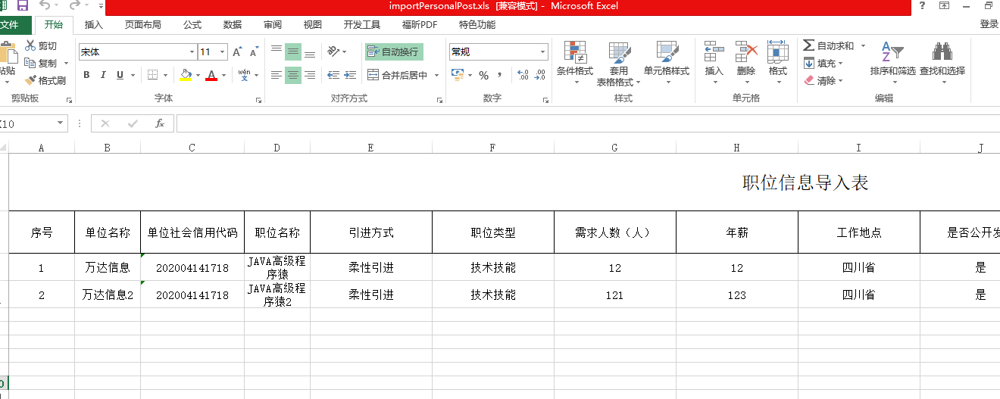 importPersonalPost.xls [兼容模式] - Microsoft Excel
?
文件 开始 插入 页面布局 公式 数据 审阅 视图 开发工具 福昕PDF 特色功能 登录
粘贴 剪切 复制 格式刷
宋体 11 A A wén
B I U A
自动换行
合并后居中
常规
% , .00 .0
条件格式 套用 单元格样式 插入 删除 格式
表格格式
Σ 自动求和
填充
清除
排序和筛选 查找和选择
剪贴板 字体 对齐方式 数字 样式 单元格 编辑
K10 fx
A B C D E F G H I J
职位信息导入表
序号 单位名称 单位社会信用代码 职位名称 引进方式 职位类型 需求人数（人） 年薪 工作地点 是否公开发
1 万达信息 202004141718 JAVA高级程 柔性引进 技术技能 12 12 四川省 是
序猿
2 万达信息2 202004141718 JAVA高级程 柔性引进 技术技能 121 123 四川省 是
序猿2